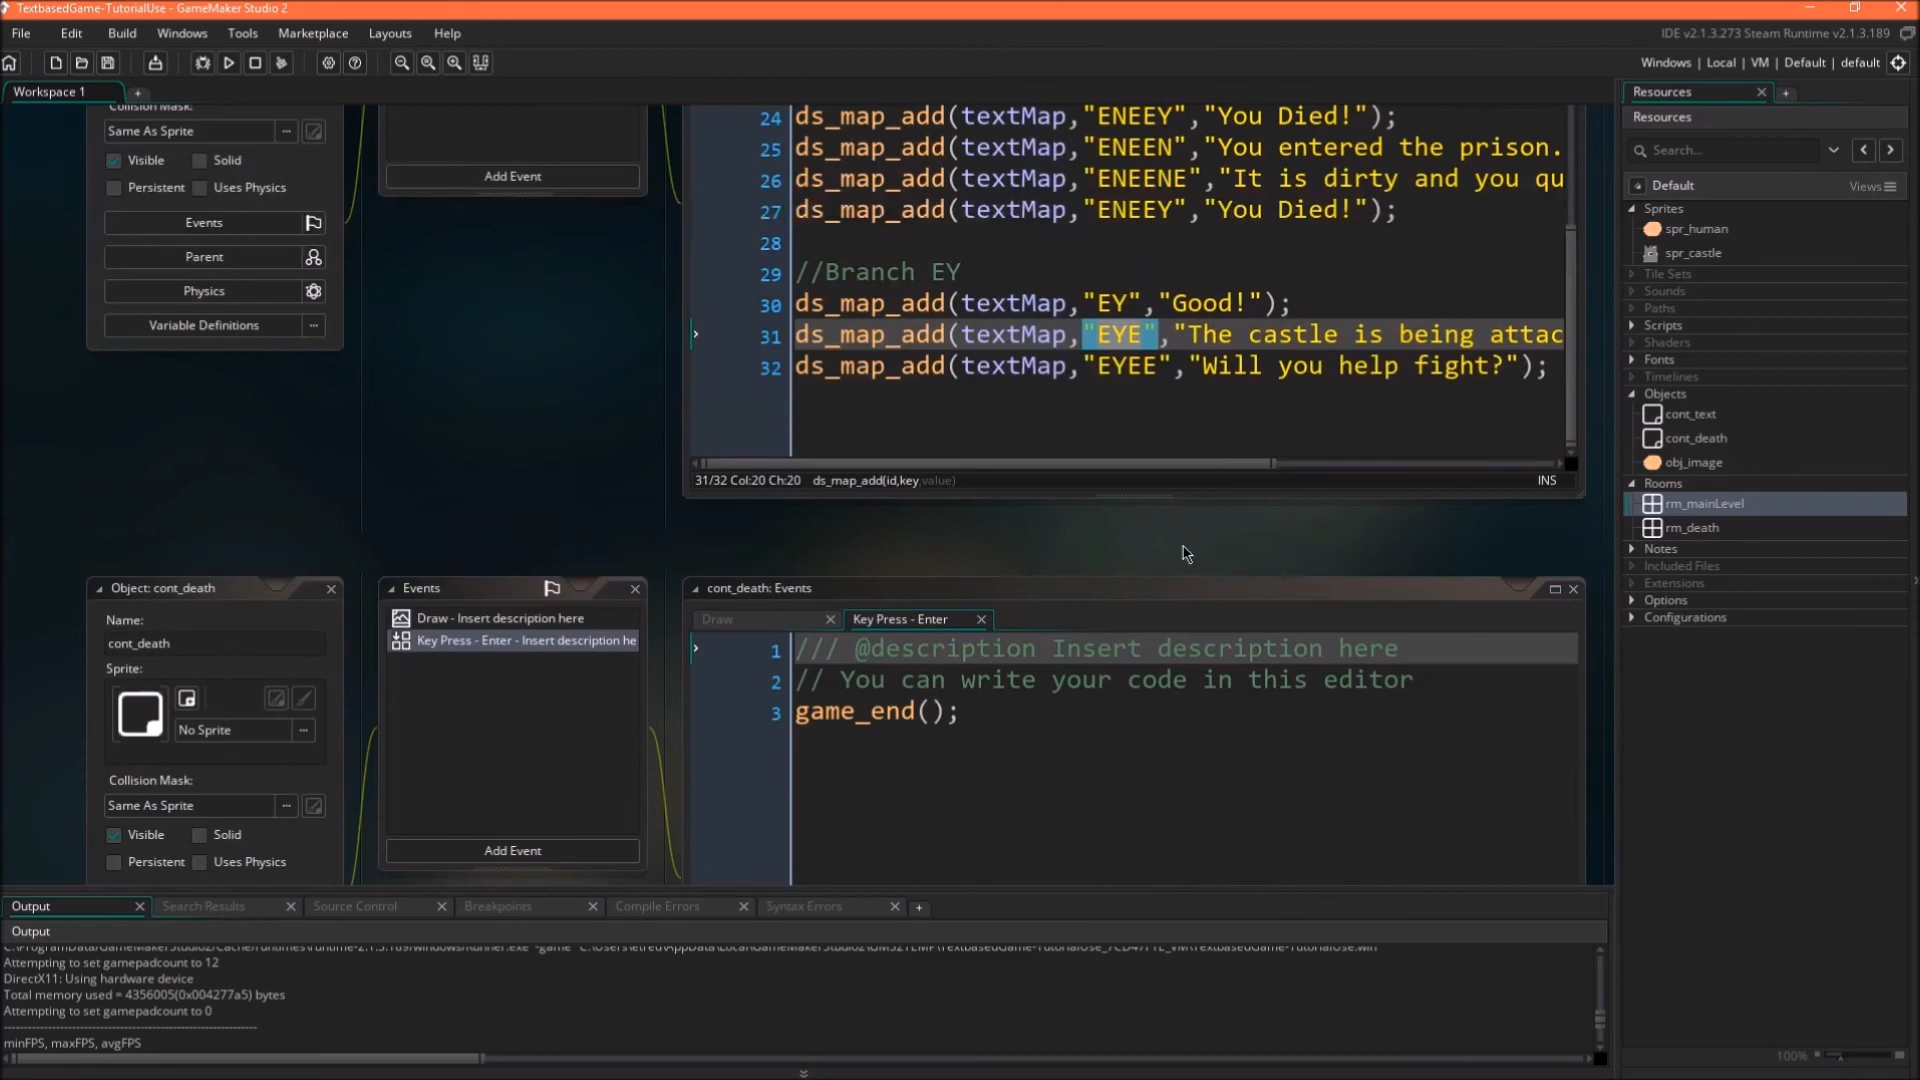 TextbasedGame-TutorialUse - GameMaker Studio 2
File Edit Build Windows Tools Marketplace Layouts Help
IDE v2.1.3.273 Steam Runtime v2.1.3.189
Windows | Local | VM | Default | default
Workspace 1
Collision Mask:
Same As Sprite
Visible Solid
Persistent Uses Physics
Events
Parent
Physics
Variable Definitions
Add Event
24 ds_map_add(textMap,"ENEEY","You Died!");
25 ds_map_add(textMap,"ENEEN","You entered the prison.
26 ds_map_add(textMap,"ENEENE","It is dirty and you qu
27 ds_map_add(textMap,"ENEEY","You Died!");
28
29 //Branch EY
30 ds_map_add(textMap,"EY","Good!");
31 ds_map_add(textMap,"EYE","The castle is being attac
32 ds_map_add(textMap,"EYEE","Will you help fight?");
31/32 Col:20 Ch:20 ds_map_add(id,key,value) INS
Object: cont_death
Name:
cont_death
Sprite:
No Sprite
Collision Mask:
Same As Sprite
Visible Solid
Persistent Uses Physics
Events
Draw - Insert description here
Key Press - Enter - Insert description he
Add Event
cont_death: Events
Draw Key Press - Enter
1 /// @description Insert description here
2 // You can write your code in this editor
3 game_end();
Resources
Resources
Search...
Default Views
Sprites
spr_human
spr_castle
Tile Sets
Sounds
Paths
Scripts
Shaders
Fonts
Timelines
Objects
cont_text
cont_death
obj_image
Rooms
rm_mainLevel
rm_death
Notes
Included Files
Extensions
Options
Configurations
100%
Output Search Results Source Control Breakpoints Compile Errors Syntax Errors
Output
Attempting to set gamepadcount to 12
DirectX11: Using hardware device
Total memory used = 4356005(0x004277a5) bytes
Attempting to set gamepadcount to 0
minFPS, maxFPS, avgFPS